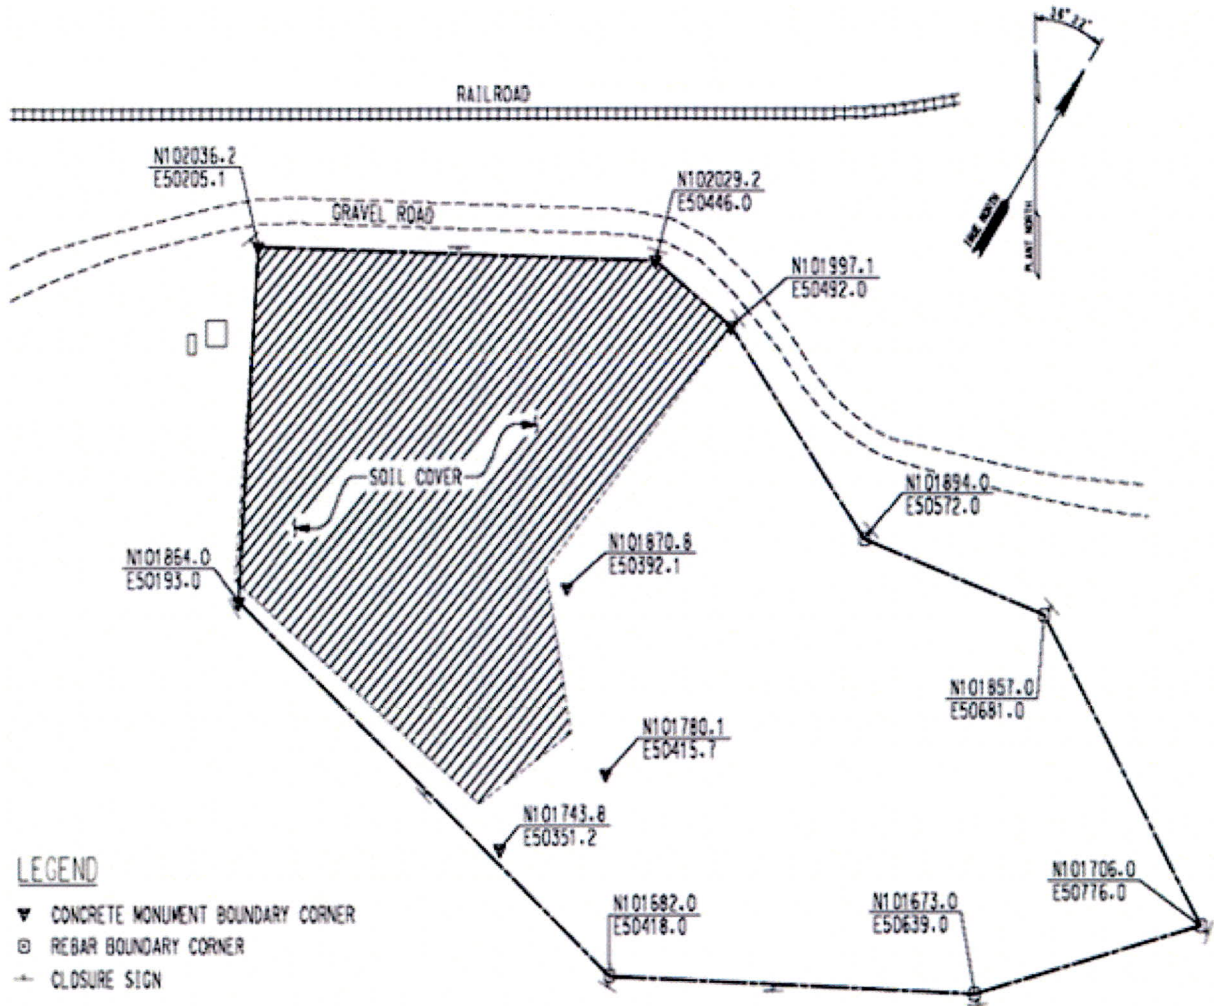 RAILROAD
N102036.2
E50205.1
N102029.2
E50446.0
GRAVEL ROAD
TRUE NORTH
PLANT NORTH
N101997.1
E50492.0
SOIL COVER
N101894.0
E50572.0
N101870.8
E50392.1
N101864.0
E50193.0
N101857.0
E50681.0
N101780.1
E50415.7
N101743.8
E50351.2
N101706.0
E50776.0
N101682.0
E50418.0
N101673.0
E50639.0
LEGEND
CONCRETE MONUMENT BOUNDARY CORNER
REBAR BOUNDARY CORNER
CLOSURE SIGN